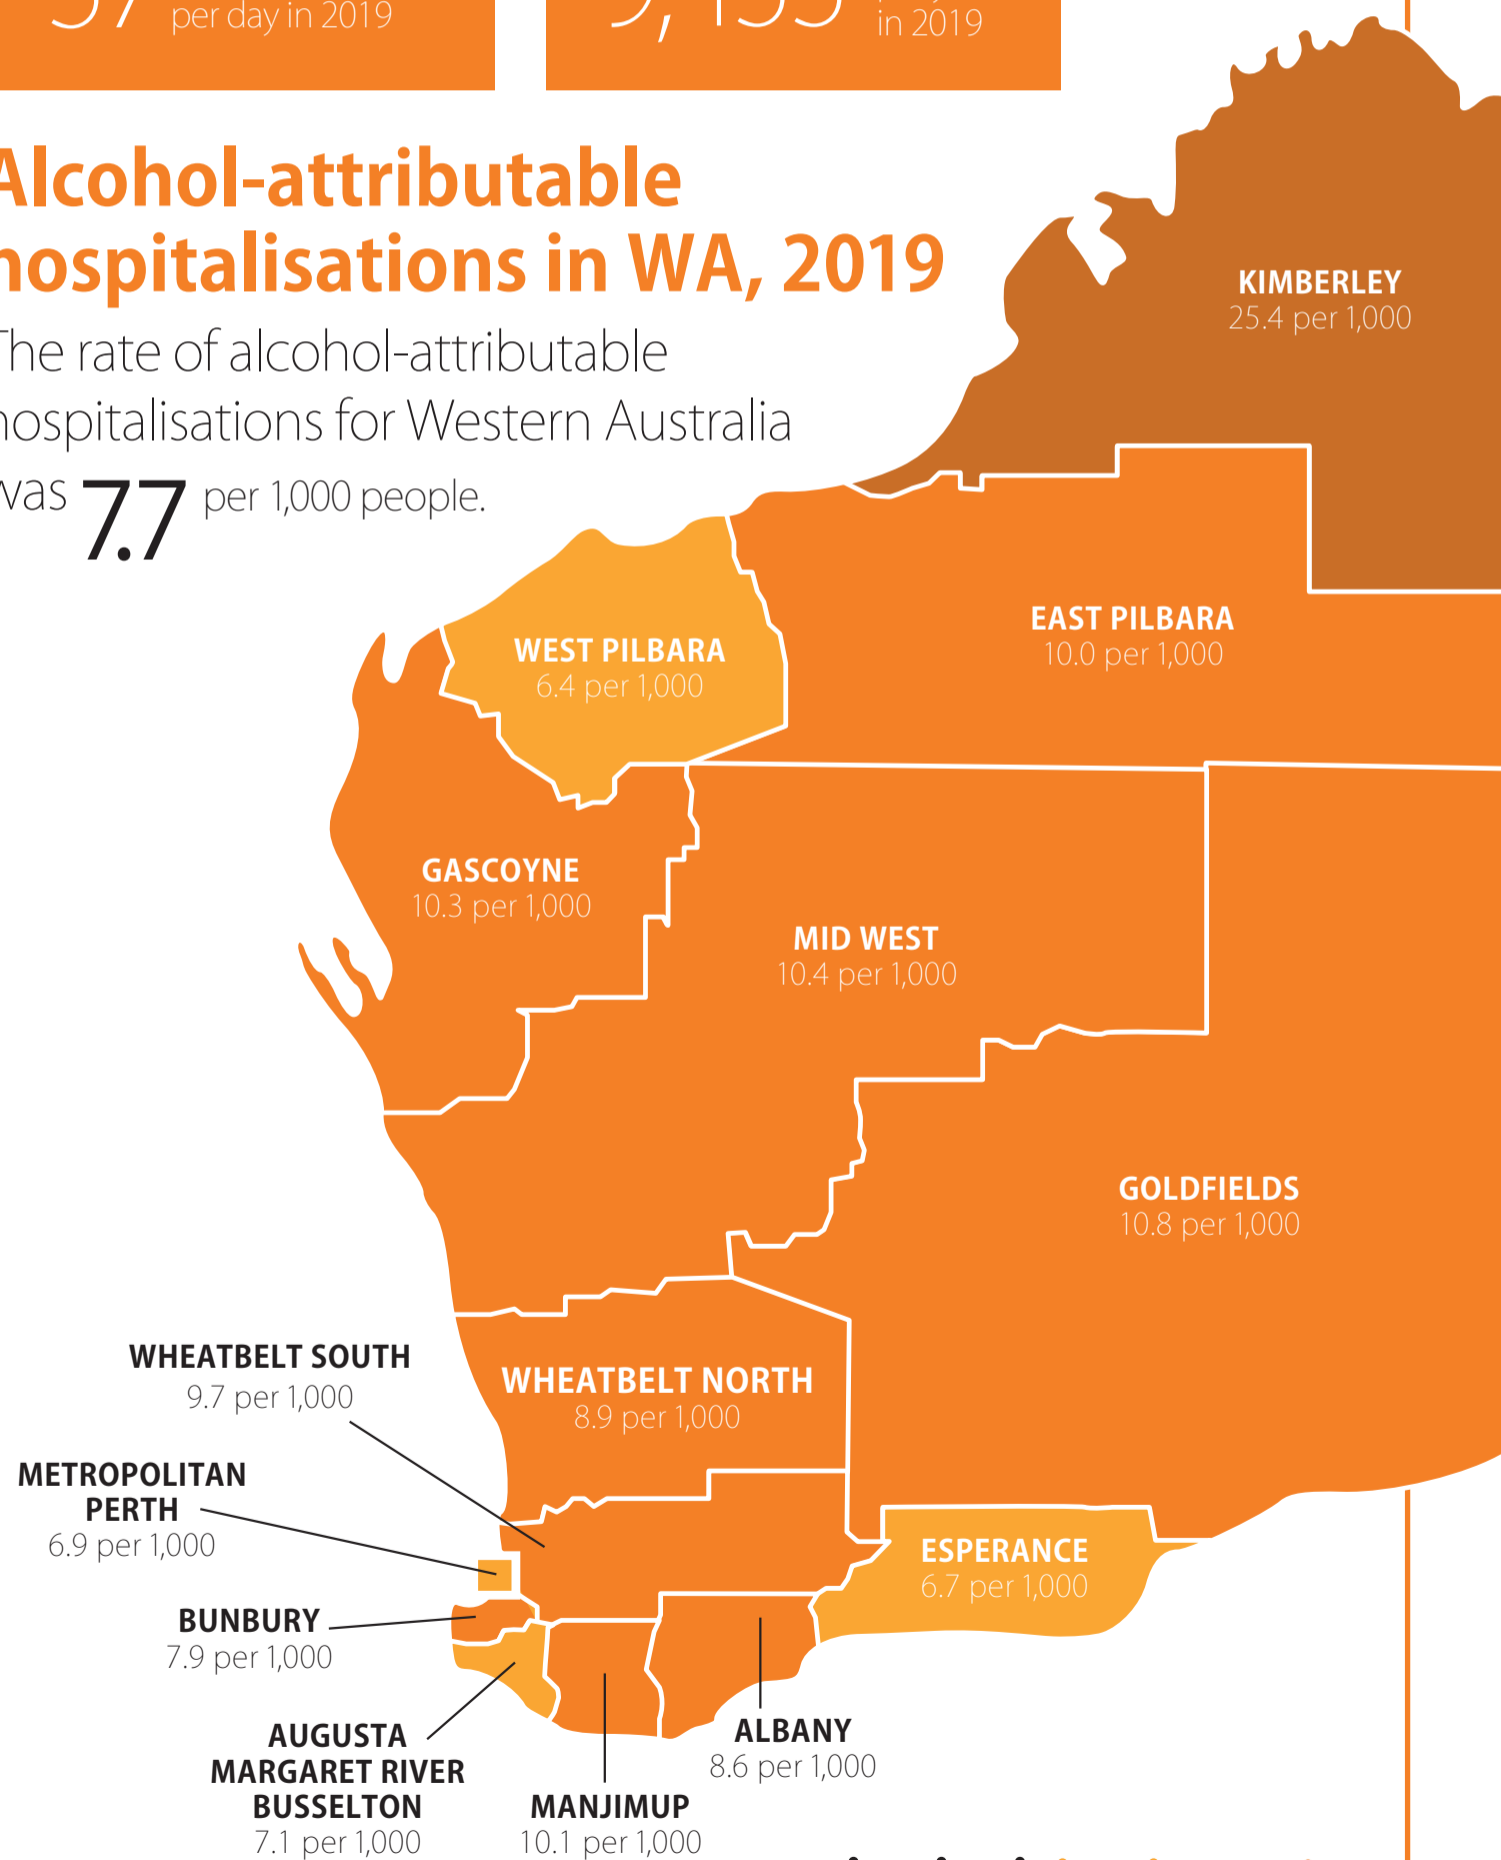 per day in 2019
in 2019
Alcohol-attributable
hospitalisations in WA, 2019
The rate of alcohol-attributable
hospitalisations for Western Australia
was 7.7 per 1,000 people.
KIMBERLEY
25.4 per 1,000
EAST PILBARA
10.0 per 1,000
WEST PILBARA
6.4 per 1,000
GASCOYNE
10.3 per 1,000
MID WEST
10.4 per 1,000
GOLDFIELDS
10.8 per 1,000
WHEATBELT SOUTH
9.7 per 1,000
WHEATBELT NORTH
8.9 per 1,000
METROPOLITAN
PERTH
6.9 per 1,000
ESPERANCE
6.7 per 1,000
BUNBURY
7.9 per 1,000
AUGUSTA
MARGARET RIVER
BUSSELTON
7.1 per 1,000
MANJIMUP
10.1 per 1,000
ALBANY
8.6 per 1,000